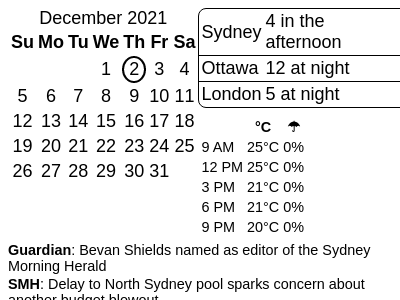 December 2021
Su Mo Tu We Th Fr Sa
1 2 3 4
5 6 7 8 9 10 11
12 13 14 15 16 17 18
19 20 21 22 23 24 25
26 27 28 29 30 31
Sydney 4 in the
afternoon
Ottawa 12 at night
London 5 at night
°C ☂
9 AM 25°C 0%
12 PM 25°C 0%
3 PM 21°C 0%
6 PM 21°C 0%
9 PM 20°C 0%
Guardian: Bevan Shields named as editor of the Sydney
Morning Herald
SMH: Delay to North Sydney pool sparks concern about
another budget blowout